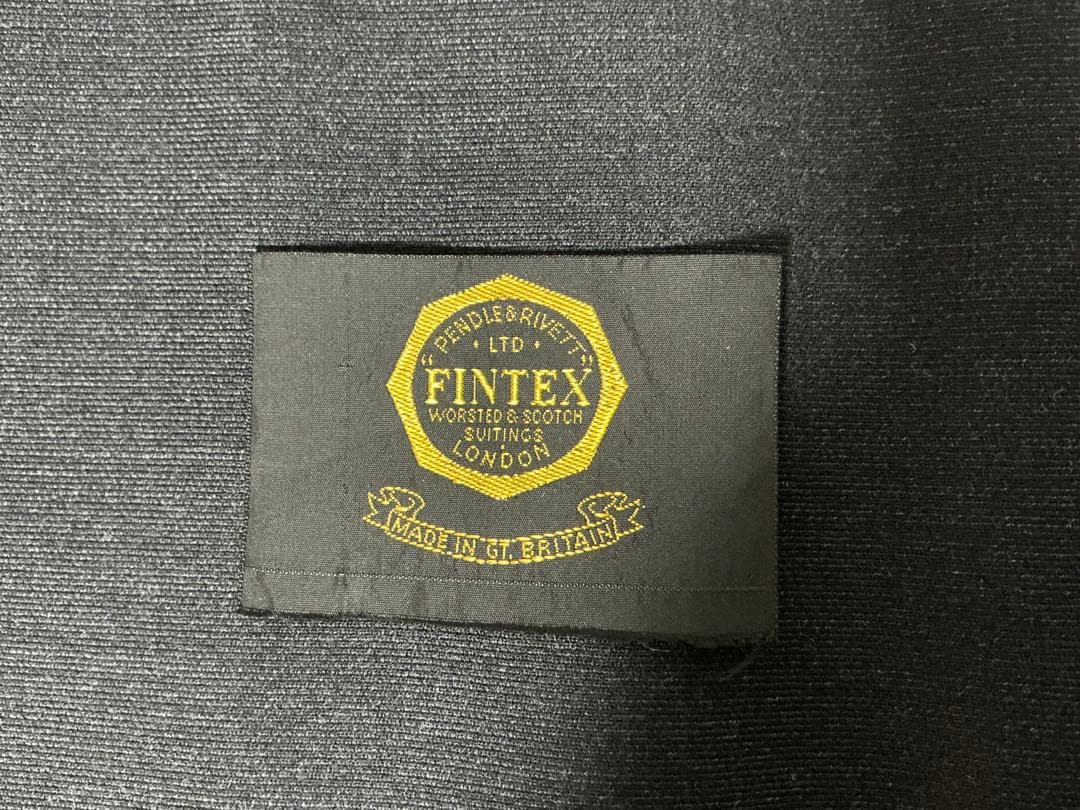 PENDLE & RIVETT
· LTD ·
"FINTEX"
WORSTED & SCOTCH
SUITINGS
LONDON
MADE IN GT. BRITAIN